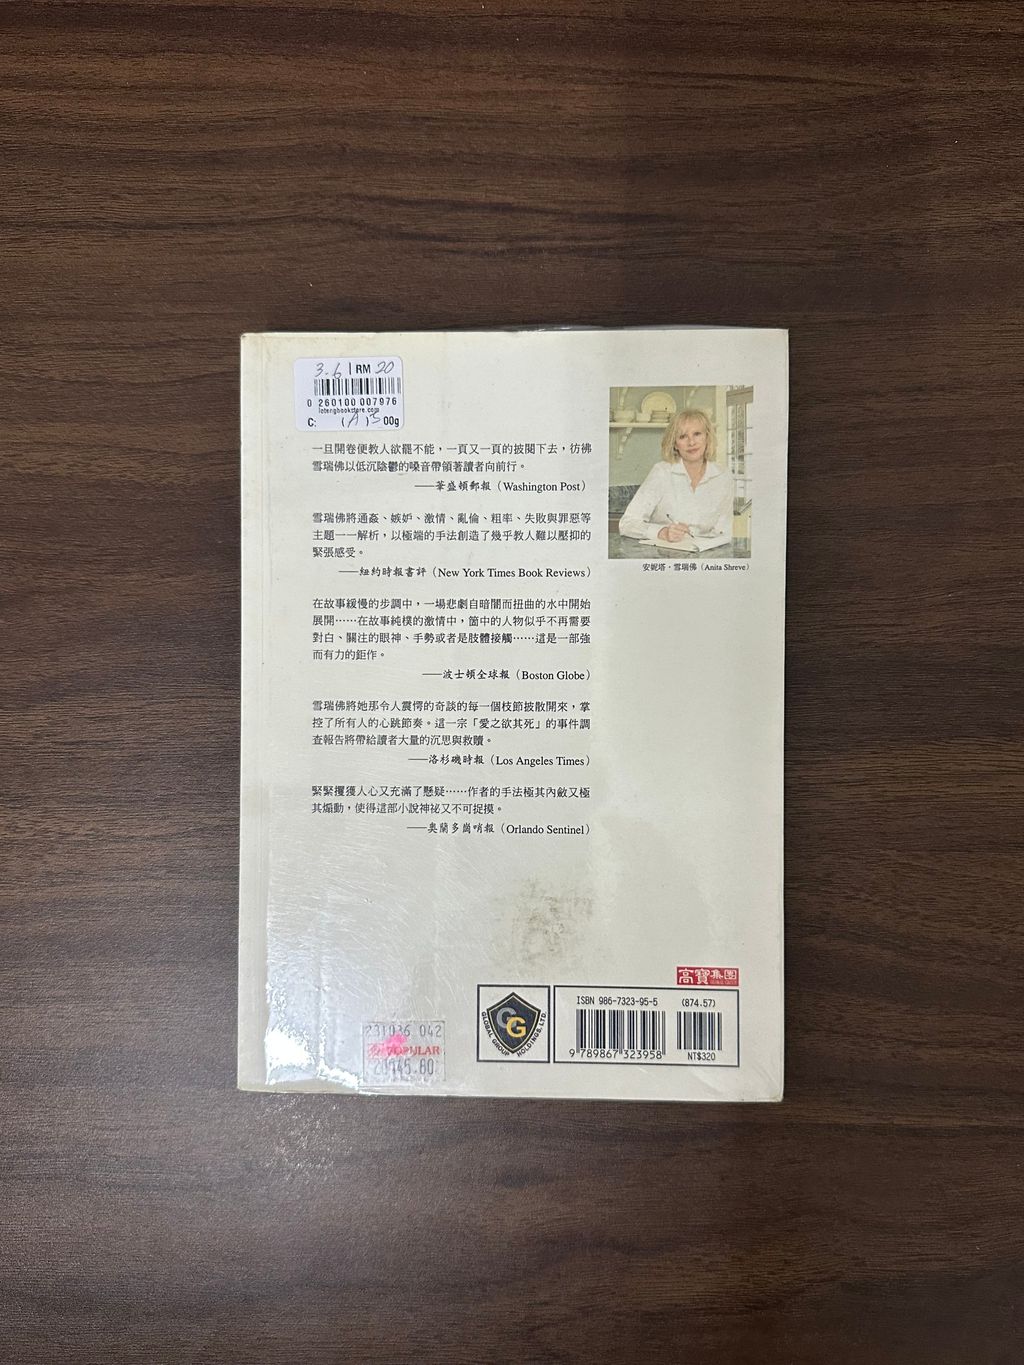 3.6 | RM 20
0 260100 007976
C: (A) 00g
一旦開卷便教人欲罷不能，一頁又一頁的披閱下去，彷彿
雪瑞佛以低沉陰鬱的嗓音帶領著讀者向前行。
──華盛頓郵報（Washington Post）
雪瑞佛將通姦、嫉妒、激情、亂倫、粗率、失敗與罪惡等
主題一一解析，以極端的手法創造了幾乎教人難以壓抑的
緊張感受。
──紐約時報書評（New York Times Book Reviews）
在故事緩慢的步調中，一場悲劇自暗闇而扭曲的水中開始
展開……在故事純樸的激情中，箇中的人物似乎不再需要
對白、關注的眼神、手勢或者是肢體接觸……這是一部強
而有力的鉅作。
──波士頓全球報（Boston Globe）
雪瑞佛將她那令人震愕的奇談的每一個枝節披散開來，掌
控了所有人的心跳節奏。這一宗「愛之欲其死」的事件調
查報告將帶給讀者大量的沉思與救贖。
──洛杉磯時報（Los Angeles Times）
緊緊攫獲人心又充滿了懸疑……作者的手法極其內斂又極
其煽動，使得這部小說神祕又不可捉摸。
──奧蘭多崗哨報（Orlando Sentinel）
安妮塔・雪瑞佛（Anita Shreve）
高寶集團
GG
GLOBAL GROUP HOLDINGS, LTD.
ISBN 986-7323-95-5 (874.57)
9 789867 323958 NT$320
231036 042
POPULAR